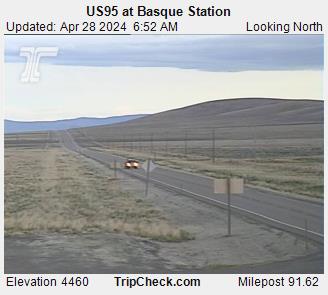 US95 at Basque Station
Updated: Apr 28 2024 6:52 AM Looking North
Elevation 4460 TripCheck.com Milepost 91.62